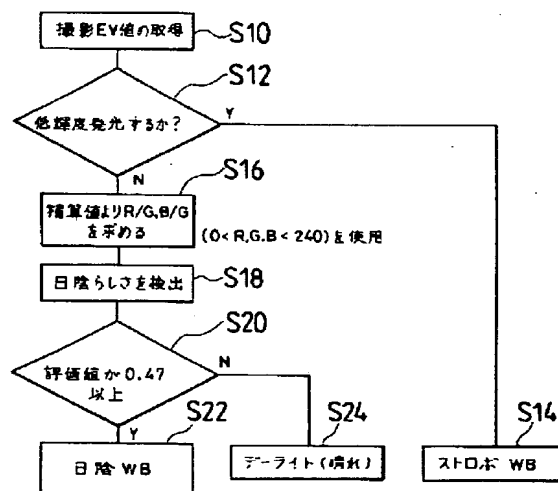 撮影EV値の取得
S10
S12
低輝度発光するか?
Y
N
S16
積算値よりR/G,B/G
を求める
(0<R,G.B<240)を使用
日陰らしさを検出
S18
S20
評価値が0.47
以上
N
Y
S22
日陰 WB
S24
デーライト(晴れ)
S14
ストロボ WB